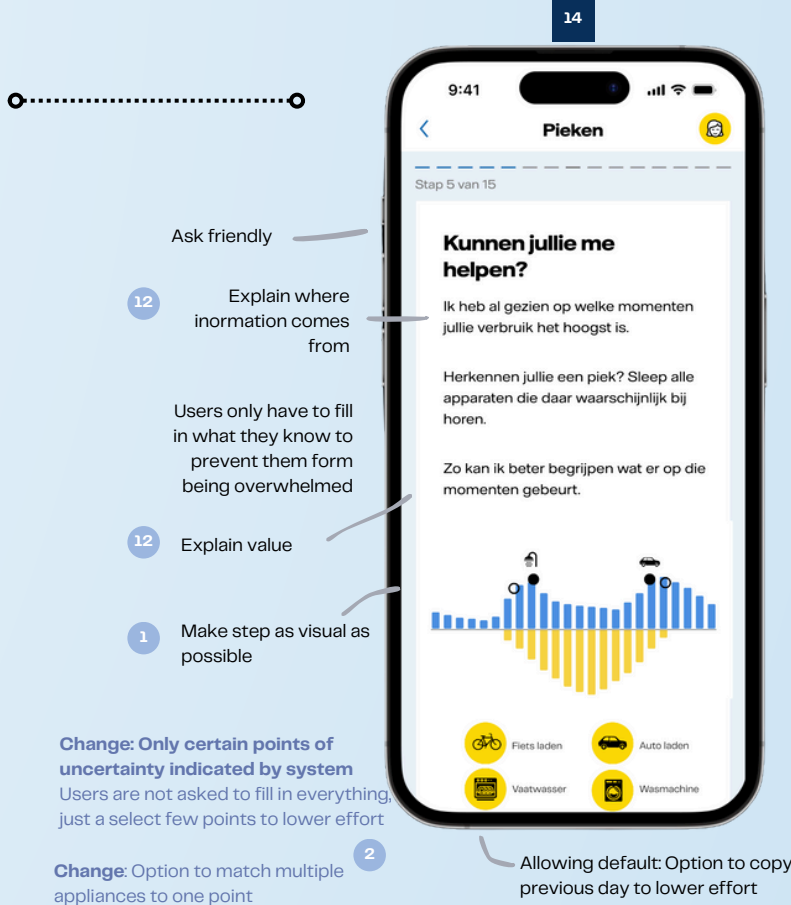 14
9:41
Pieken
Stap 5 van 15
Kunnen jullie me
helpen?
Ik heb al gezien op welke momenten
jullie verbruik het hoogst is.
Herkennen jullie een piek? Sleep alle
apparaten die daar waarschijnlijk bij
horen.
Zo kan ik beter begrijpen wat er op die
momenten gebeurt.
Fiets laden
Auto laden
Vaatwasser
Wasmachine
Ask friendly
12
Explain where
inormation comes
from
Users only have to fill
in what they know to
prevent them form
being overwhelmed
12
Explain value
1
Make step as visual as
possible
Change: Only certain points of
uncertainty indicated by system
Users are not asked to fill in everything,
just a select few points to lower effort
2
Change: Option to match multiple
appliances to one point
Allowing default: Option to copy
previous day to lower effort